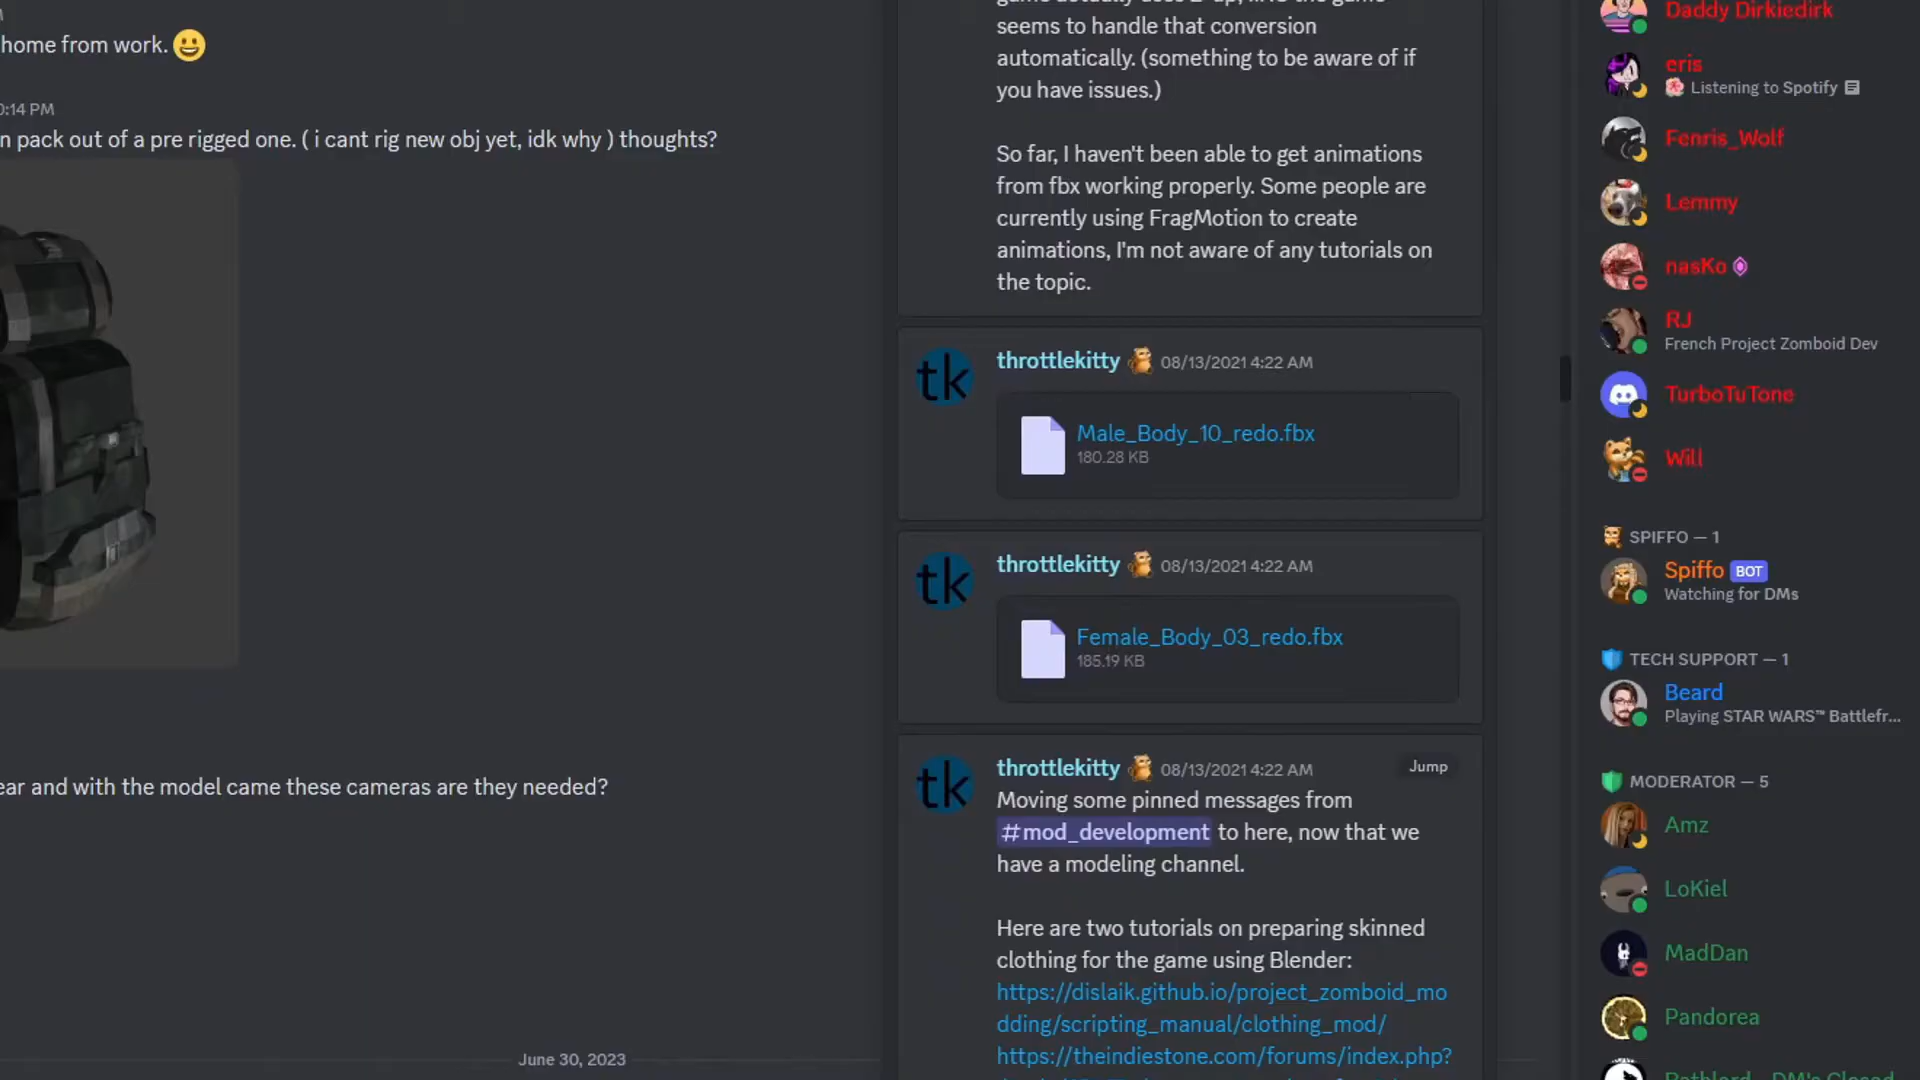 home from work.
0:14 PM
n pack out of a pre rigged one. ( i cant rig new obj yet, idk why ) thoughts?
ear and with the model came these cameras are they needed?
June 30, 2023
seems to handle that conversion
automatically. (something to be aware of if
you have issues.)
So far, I haven't been able to get animations
from fbx working properly. Some people are
currently using FragMotion to create
animations, I'm not aware of any tutorials on
the topic.
tk
throttlekitty 08/13/2021 4:22 AM
Male_Body_10_redo.fbx
180.28 KB
tk
throttlekitty 08/13/2021 4:22 AM
Female_Body_03_redo.fbx
185.19 KB
tk
throttlekitty 08/13/2021 4:22 AM
Jump
Moving some pinned messages from
#mod_development to here, now that we
have a modeling channel.
Here are two tutorials on preparing skinned
clothing for the game using Blender:
https://dislaik.github.io/project_zomboid_mo
dding/scripting_manual/clothing_mod/
https://theindiestone.com/forums/index.php?
Daddy Dirkiedirk
eris
Listening to Spotify
Fenris_Wolf
Lemmy
nasKo
RJ
French Project Zomboid Dev
TurboTuTone
Will
SPIFFO — 1
Spiffo BOT
Watching for DMs
TECH SUPPORT — 1
Beard
Playing STAR WARS™ Battlefr...
MODERATOR — 5
Amz
LoKiel
MadDan
Pandorea